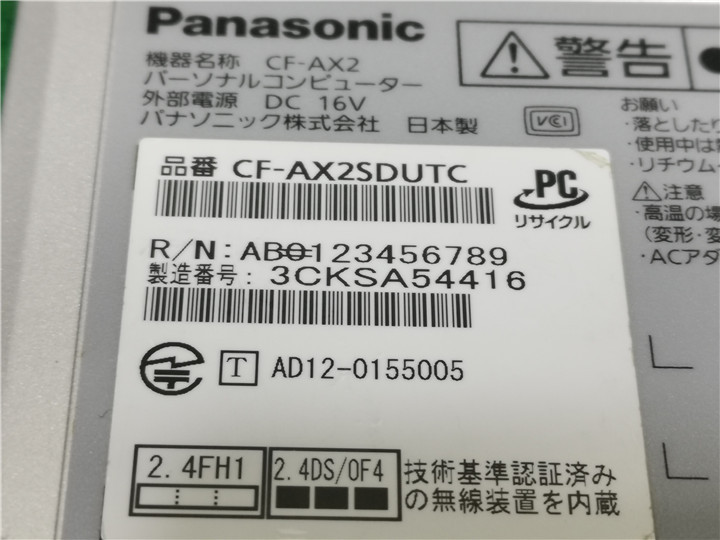 Panasonic
機器名称 CF-AX2
パーソナルコンピューター
外部電源 DC 16V
パナソニック株式会社 日本製
VCI
警告
お願い
・落としたり
・使用中は
・リチウム
注意
・高温の場
(変形・変
・ACアダ
品番 CF-AX2SDUTC
PC
リサイクル
R/N: AB0123456789
製造番号: 3CKSA54416
T AD12-0155005
2.4FH1
2.4DS/OF4
技術基準認証済み
の無線装置を内蔵